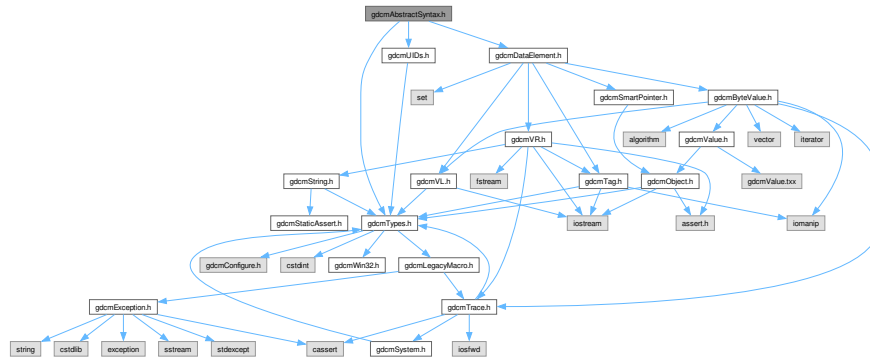 gdcmAbstractSyntax.h
gdcmUIDs.h
gdcmDataElement.h
set
gdcmSmartPointer.h
gdcmByteValue.h
gdcmVR.h
algorithm
gdcmValue.h
vector
iterator
gdcmString.h
gdcmVL.h
fstream
gdcmTag.h
gdcmObject.h
gdcmValue.txx
gdcmStaticAssert.h
gdcmTypes.h
iostream
assert.h
iomanip
gdcmConfigure.h
cstdint
gdcmWin32.h
gdcmLegacyMacro.h
gdcmException.h
gdcmTrace.h
string
cstdlib
exception
sstream
stdexcept
cassert
gdcmSystem.h
iosfwd